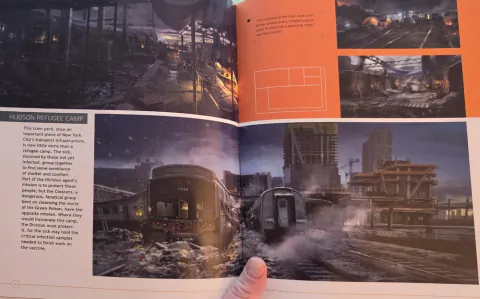 HUDSON REFUGEE CAMP
This train yard, once an
important piece of New York
City's transport infrastructure,
is now little more than a
refugee camp. The sick,
shunned by those not yet
infected, group together
to find some semblance
of shelter and comfort.
Part of the Division agent's
mission is to protect these
people, but the Cleaners, a
dangerous, fanatical group
bent on cleansing the world
of the Green Poison, have the
opposite mission. Where they
would incinerate this camp,
the Division must protect
it, for the sick may hold the
critical infection samples
needed to finish work on
the vaccine.